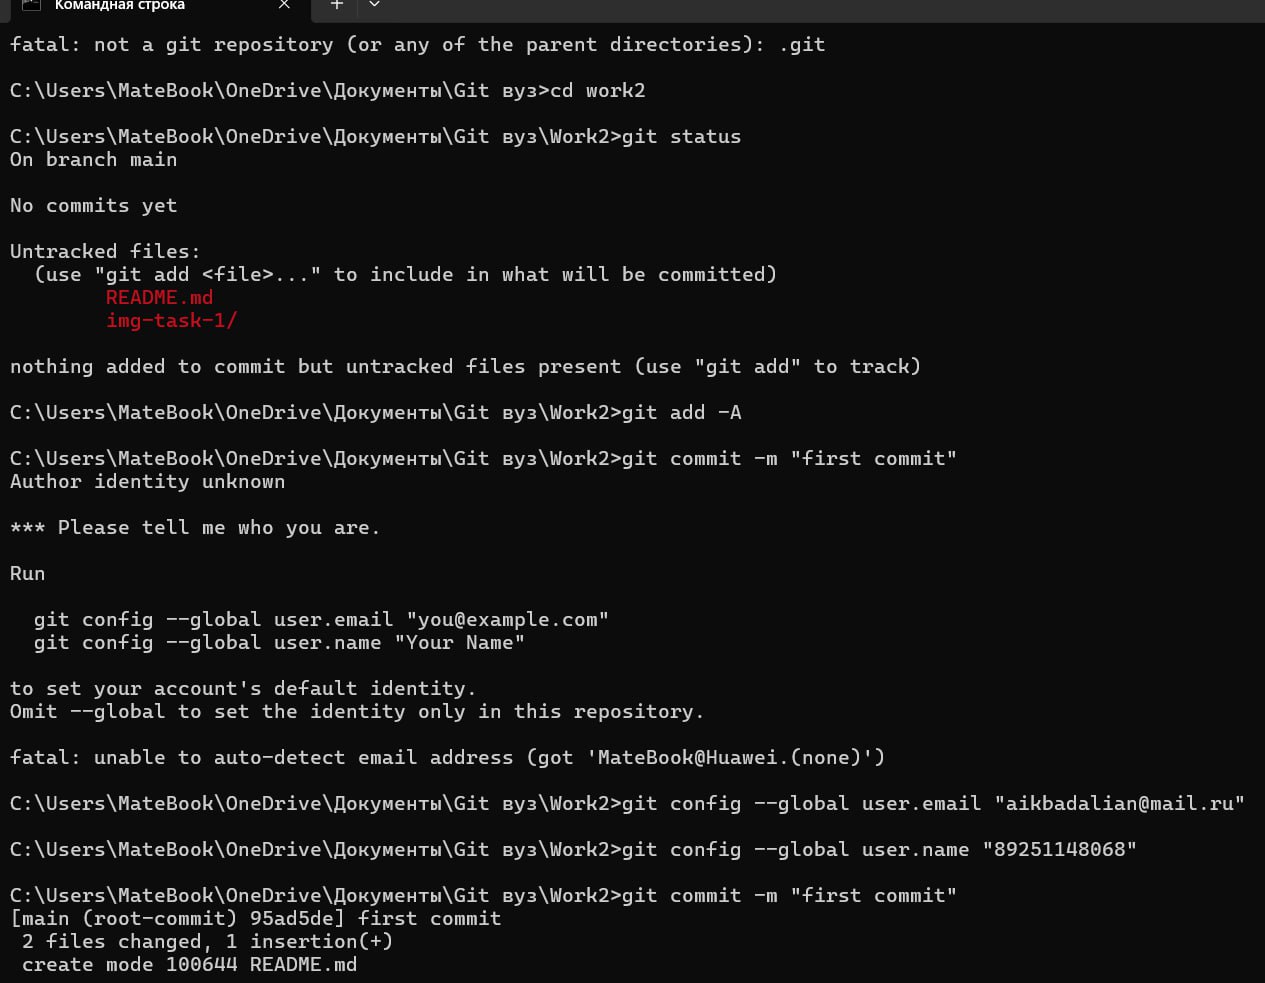 Командная строка
fatal: not a git repository (or any of the parent directories): .git
C:\Users\MateBook\OneDrive\Документы\Git вуз>cd work2
C:\Users\MateBook\OneDrive\Документы\Git вуз\Work2>git status
On branch main
No commits yet
Untracked files:
  (use "git add <file>..." to include in what will be committed)
        README.md
        img-task-1/
nothing added to commit but untracked files present (use "git add" to track)
C:\Users\MateBook\OneDrive\Документы\Git вуз\Work2>git add -A
C:\Users\MateBook\OneDrive\Документы\Git вуз\Work2>git commit -m "first commit"
Author identity unknown
*** Please tell me who you are.
Run
  git config --global user.email "you@example.com"
  git config --global user.name "Your Name"
to set your account's default identity.
Omit --global to set the identity only in this repository.
fatal: unable to auto-detect email address (got 'MateBook@Huawei.(none)')
C:\Users\MateBook\OneDrive\Документы\Git вуз\Work2>git config --global user.email "aikbadalian@mail.ru"
C:\Users\MateBook\OneDrive\Документы\Git вуз\Work2>git config --global user.name "89251148068"
C:\Users\MateBook\OneDrive\Документы\Git вуз\Work2>git commit -m "first commit"
[main (root-commit) 95ad5de] first commit
 2 files changed, 1 insertion(+)
 create mode 100644 README.md